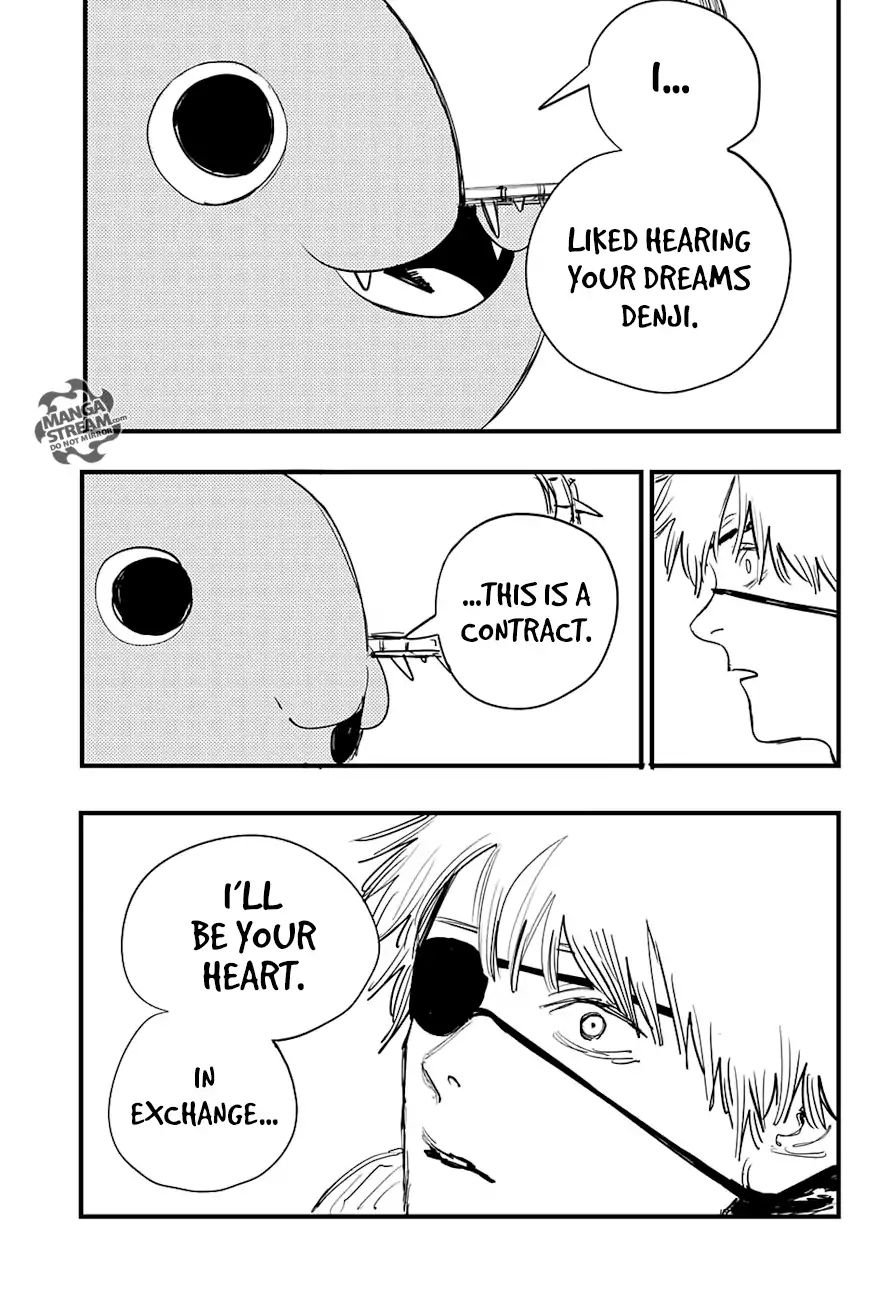 I...
LIKED HEARING
YOUR DREAMS
DENJI.
MANGA
STREAM.com
DO NOT MIRROR
...THIS IS A
CONTRACT.
I'LL
BE YOUR
HEART.
IN
EXCHANGE...